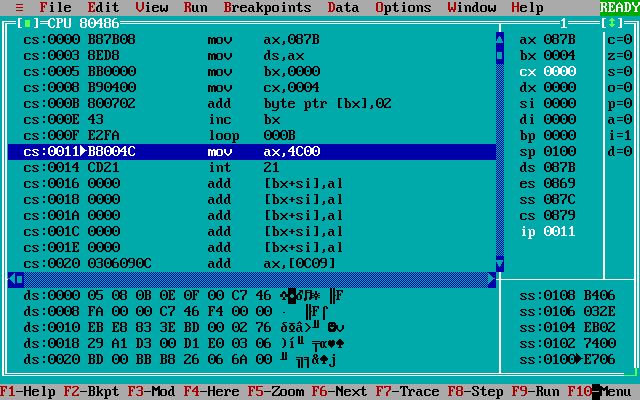 ≡ File Edit View Run Breakpoints Data Options Window Help READY
[■]=CPU 80486 1 [↕]
cs:0000 B87B08 mov ax,087B
cs:0003 8ED8 mov ds,ax
cs:0005 BB0000 mov bx,0000
cs:0008 B90400 mov cx,0004
cs:000B 800702 add byte ptr [bx],02
cs:000E 43 inc bx
cs:000F E2FA loop 000B
cs:0011►B8004C mov ax,4C00
cs:0014 CD21 int 21
cs:0016 0000 add [bx+si],al
cs:0018 0000 add [bx+si],al
cs:001A 0000 add [bx+si],al
cs:001C 0000 add [bx+si],al
cs:001E 0000 add [bx+si],al
cs:0020 0306090C add ax,[0C09]
ax 087B c=0
bx 0004 z=0
cx 0000 s=0
dx 0000 o=0
si 0000 p=0
di 0000 a=0
bp 0000 i=1
sp 0100 d=0
ds 087B
es 0869
ss 087C
cs 0879
ip 0011
ds:0000 05 08 0B 0E 0F 00 C7 46 ♣◘♂♫☼ ╟F
ds:0008 FA 00 00 C7 46 F4 00 00 · ╟F⌠
ds:0010 EB E8 83 3E BD 00 02 76 δΦâ>╜ ☻v
ds:0018 29 A1 D3 00 D1 E0 03 06 )í╙ ╤α♥♠
ds:0020 BD 00 BB B8 26 06 6A 00 ╜ ╗╕&♠j
ss:0108 B406
ss:0106 032E
ss:0104 EB02
ss:0102 7400
ss:0100►E706
F1-Help F2-Bkpt F3-Mod F4-Here F5-Zoom F6-Next F7-Trace F8-Step F9-Run F10-Menu